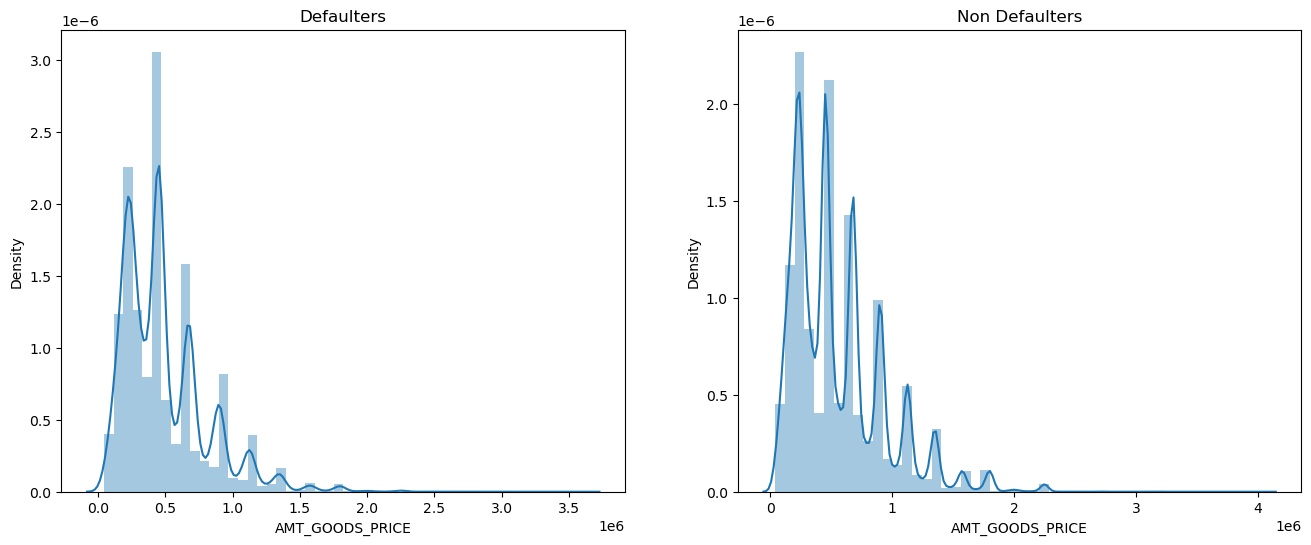 Defaulters
1e−6
3.0
2.5
2.0
1.5
1.0
0.5
0.0
Density
0.0 0.5 1.0 1.5 2.0 2.5 3.0 3.5
1e6
AMT_GOODS_PRICE
Non Defaulters
1e−6
2.0
1.5
1.0
0.5
0.0
Density
0 1 2 3 4
1e6
AMT_GOODS_PRICE